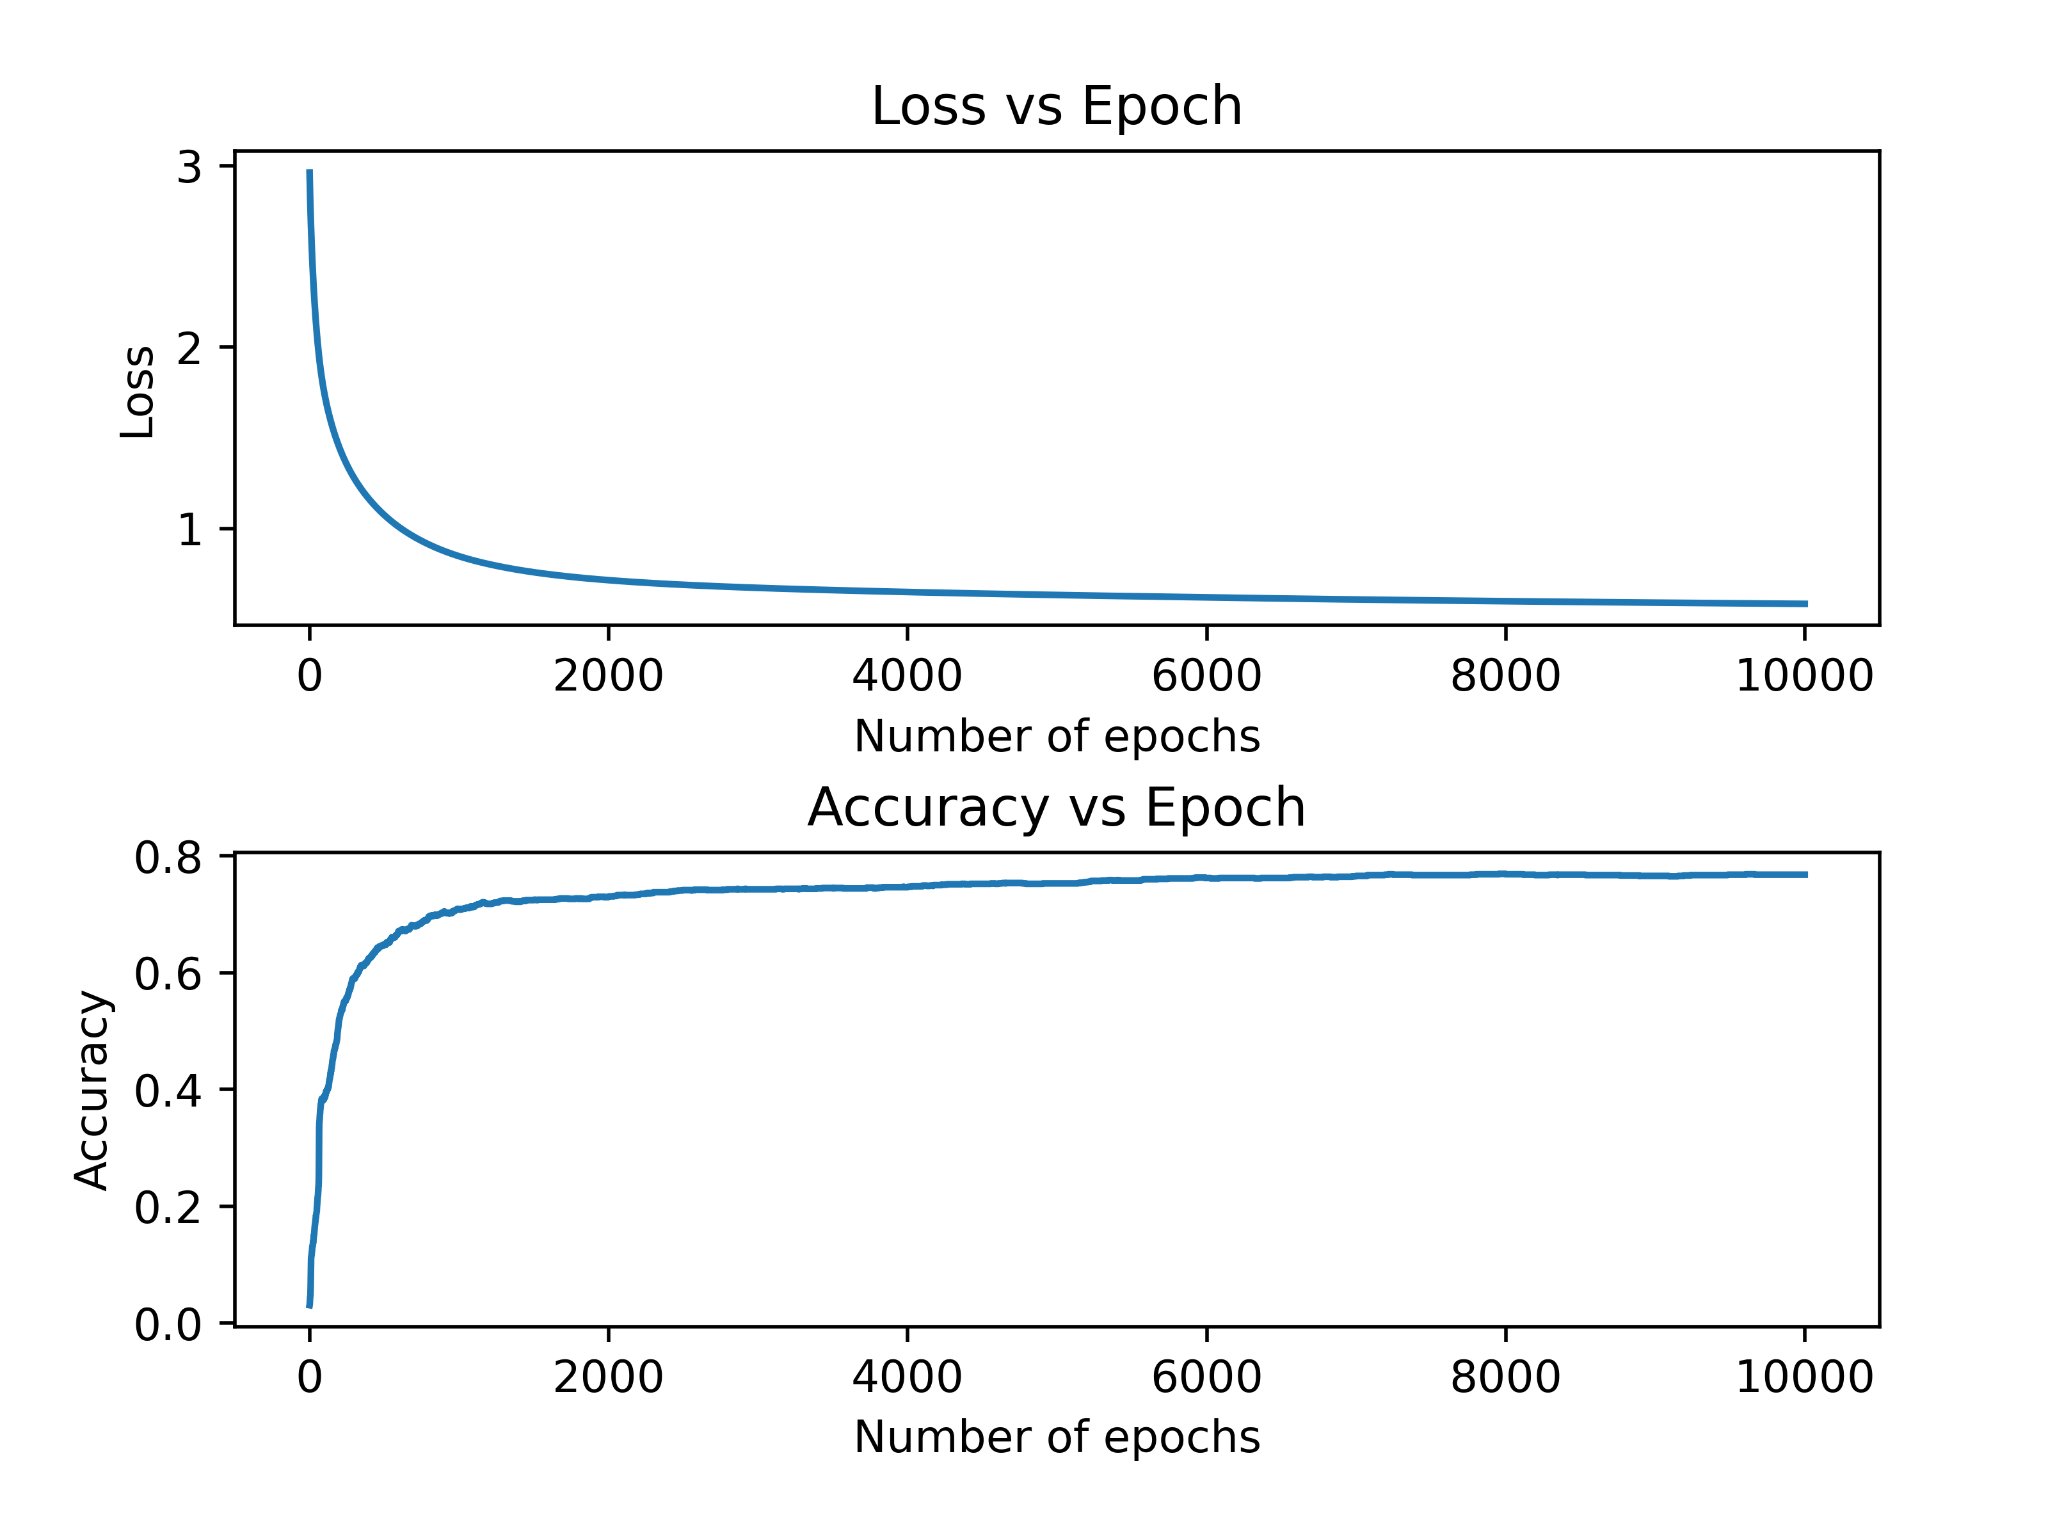 Loss vs Epoch
3
2
1
Loss
0 2000 4000 6000 8000 10000
Number of epochs
Accuracy vs Epoch
0.8
0.6
0.4
0.2
0.0
Accuracy
0 2000 4000 6000 8000 10000
Number of epochs